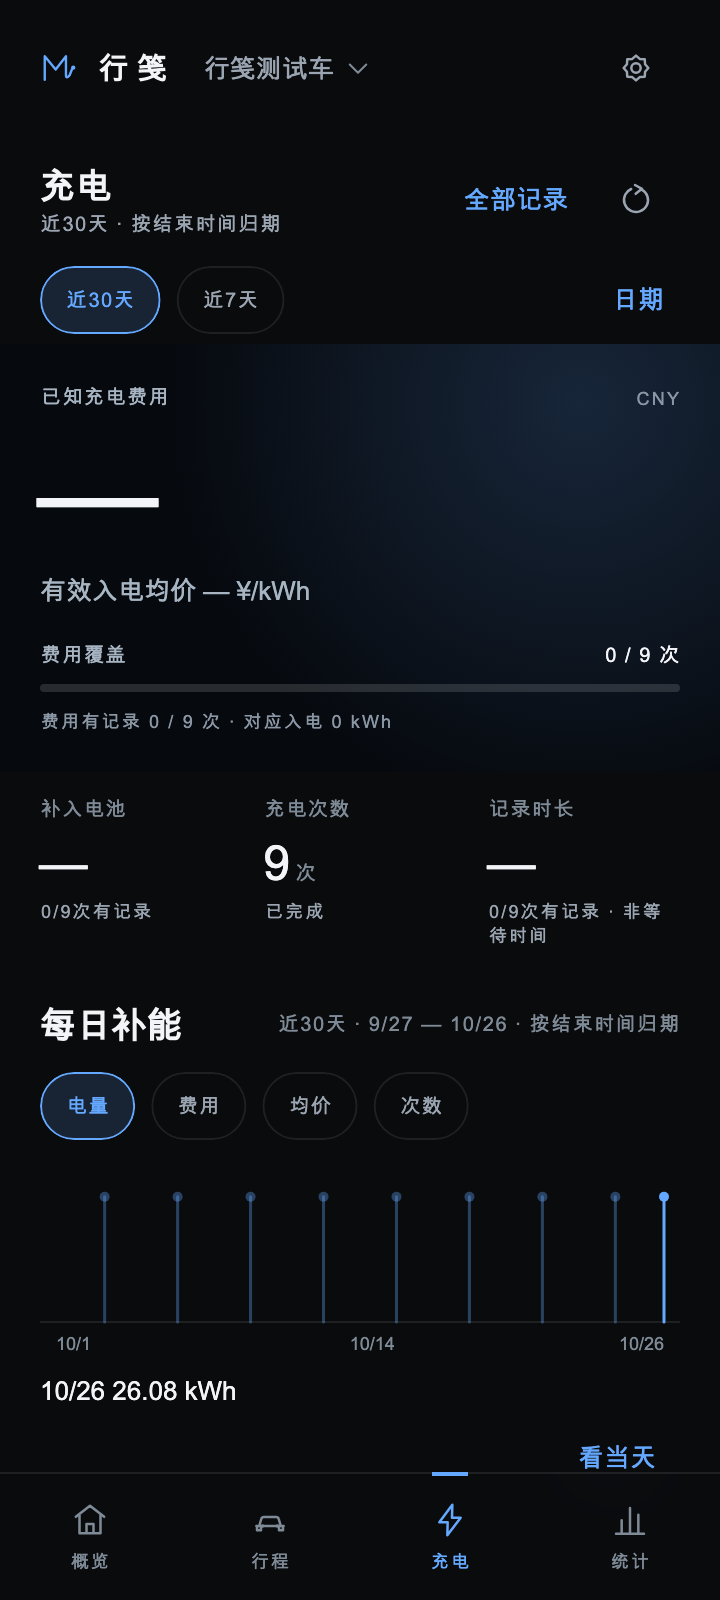 行笺 行笺测试车
充电
近30天 · 按结束时间归期
全部记录
近30天 近7天 日期
已知充电费用 CNY
—
有效入电均价 — ¥/kWh
费用覆盖 0 / 9 次
费用有记录 0 / 9 次 · 对应入电 0 kWh
补入电池 充电次数 记录时长
— 9 次 —
0/9次有记录 已完成 0/9次有记录 · 非等
待时间
每日补能 近30天 · 9/27 — 10/26 · 按结束时间归期
电量 费用 均价 次数
10/1 10/14 10/26
10/26 26.08 kWh
看当天
概览 行程 充电 统计